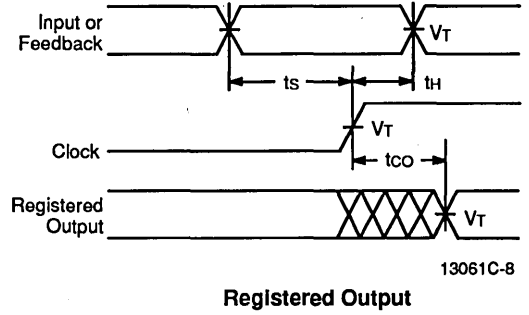 Input or
Feedback
VT
tS
tH
Clock
VT
tCO
Registered
Output
VT
13061C-8
Registered Output